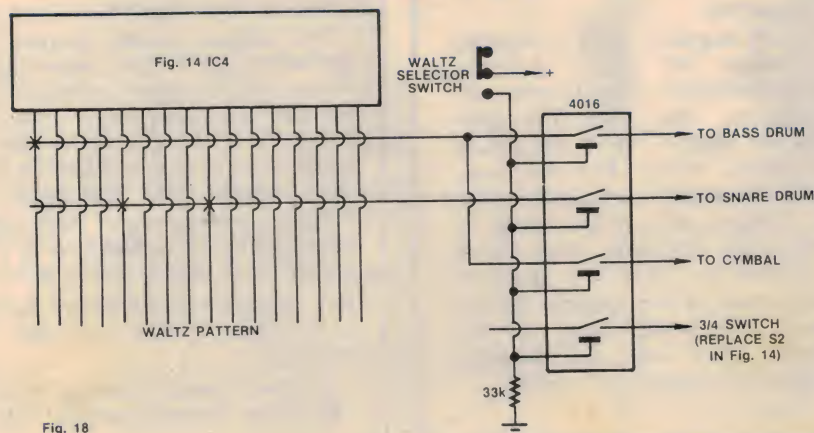 Fig. 14 IC4
WALTZ
SELECTOR
SWITCH
+
4016
TO BASS DRUM
TO SNARE DRUM
TO CYMBAL
3/4 SWITCH
(REPLACE S2
IN Fig. 14)
WALTZ PATTERN
33k
Fig. 18